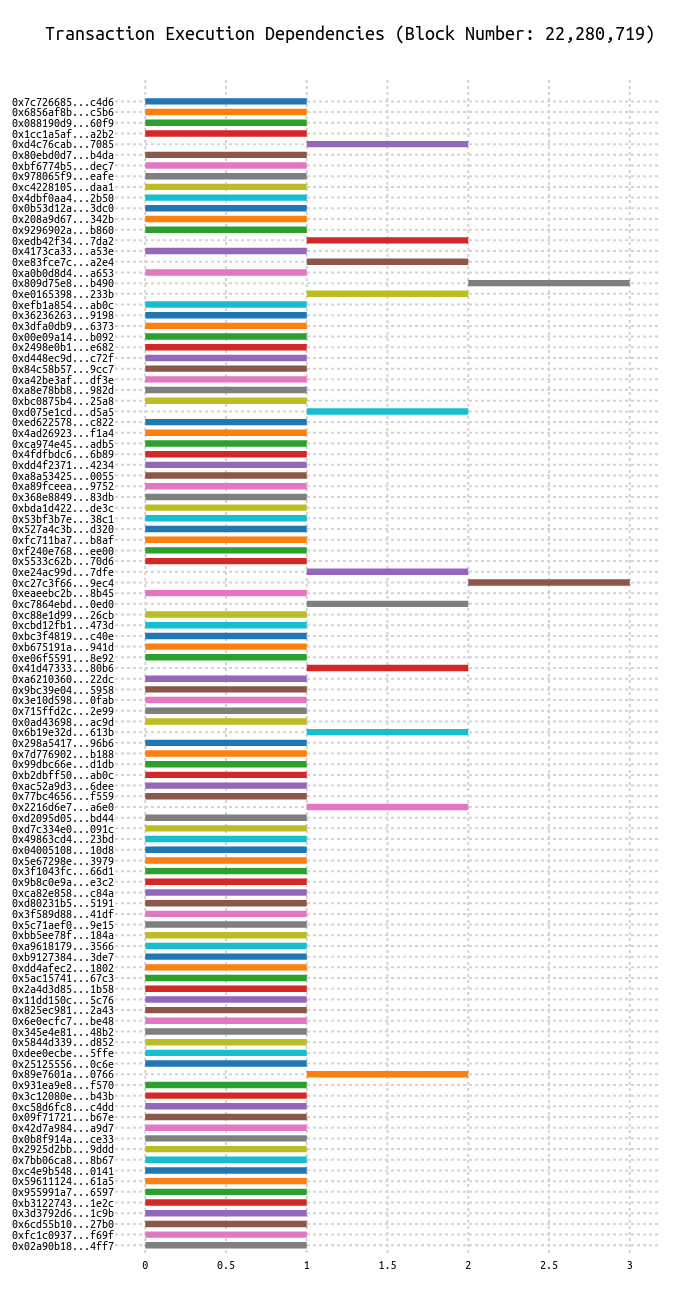 Transaction Execution Dependencies (Block Number: 22,280,719)
0x7c726685...c4d6
0x6856af8b...c5b6
0x088190d9...60f9
0x1cc1a5af...a2b2
0xd4c76cab...7085
0x80ebd0d7...b4da
0xbf6774b5...dec7
0x978065f9...eafe
0xc4228105...daa1
0x4dbf0aa4...2b50
0x0b53d12a...3dc0
0x208a9d67...342b
0x9296902a...b860
0xedb42f34...7da2
0x4173ca33...a53e
0xe83fce7c...a2e4
0xa0b0d8d4...a653
0x809d75e8...b490
0xe0165398...233b
0xefb1a854...ab0c
0x36236263...9198
0x3dfa0db9...6373
0x00e09a14...b092
0x2498e0b1...e682
0xd448ec9d...c72f
0x84c58b57...9cc7
0xa42be3af...df3e
0xa8e78bb8...982d
0xbc0875b4...25a8
0xd075e1cd...d5a5
0xed622578...c822
0x4ad26923...f1a4
0xca974e45...adb5
0x4fdfbdc6...6b89
0xdd4f2371...4234
0xa8a53425...0055
0xa89fceea...9752
0x368e8849...83db
0xbda1d422...de3c
0x53bf3b7e...38c1
0x527a4c3b...d320
0xfc711ba7...b8af
0xf240e768...ee00
0x5533c62b...70d6
0xe24ac99d...7dfe
0xc27c3f66...9ec4
0xeaeebc2b...8b45
0xc7864ebd...0ed0
0xc88e1d99...26cb
0xcbd12fb1...473d
0xbc3f4819...c40e
0xb675191a...941d
0xe06f5591...8e92
0x41d47333...80b6
0xa6210360...22dc
0x9bc39e04...5958
0x3e10d598...0fab
0x715ffd2c...2e99
0x0ad43698...ac9d
0x6b19e32d...613b
0x298a5417...96b6
0x7d776902...b188
0x99dbc66e...d1db
0xb2dbff50...ab0c
0xac52a9d3...6dee
0x77bc4656...f559
0x2216d6e7...a6e0
0xd2095d05...bd44
0xd7c334e0...091c
0x49863cd4...23bd
0x04005108...10d8
0x5e67298e...3979
0x3f1043fc...66d1
0x9b8c0e9a...e3c2
0xca82e858...c84a
0xd80231b5...5191
0x3f589d88...41df
0x5c71aef0...9e15
0xbb5ee78f...184a
0xa9618179...3566
0xb9127384...3de7
0xdd4afec2...1802
0x5ac15741...67c3
0x2a4d3d85...1b58
0x11dd150c...5c76
0x825ec981...2a43
0x6e0ecfc7...be48
0x345e4e81...48b2
0x5844d339...d852
0xdee0ecbe...5ffe
0x25125556...0c6e
0x89e7601a...0766
0x931ea9e8...f570
0x3c12080e...b43b
0xc58d6fc8...c4dd
0x09f71721...b67e
0x42d7a984...a9d7
0x0b8f914a...ce33
0x2925d2bb...9ddd
0x7bb06ca8...8b67
0xc4e9b548...0141
0x59611124...61a5
0x955991a7...6597
0xb3122743...1e2c
0x3d3792d6...1c9b
0x6cd55b10...27b0
0xfc1c0937...f69f
0x02a90b18...4ff7
0 0.5 1 1.5 2 2.5 3